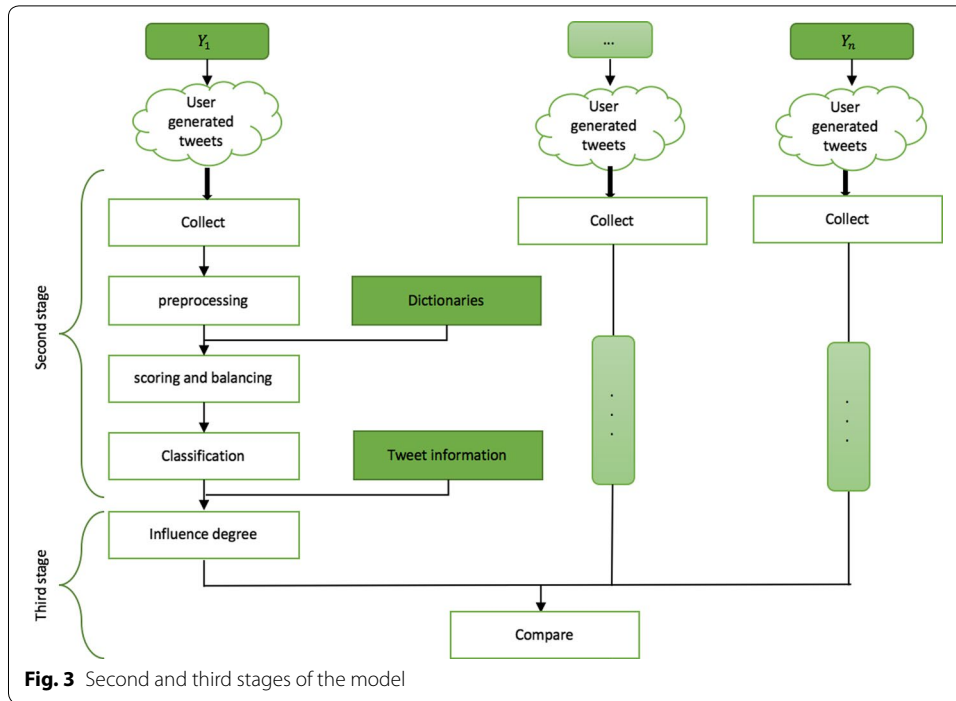 Y₁
...
Yₙ
User
generated
tweets
User
generated
tweets
User
generated
tweets
Second stage
Collect
Collect
Collect
preprocessing
Dictionaries
scoring and balancing
.
.
.
.
.
.
Classification
Tweet information
Third stage
Influence degree
Compare
Fig. 3 Second and third stages of the model